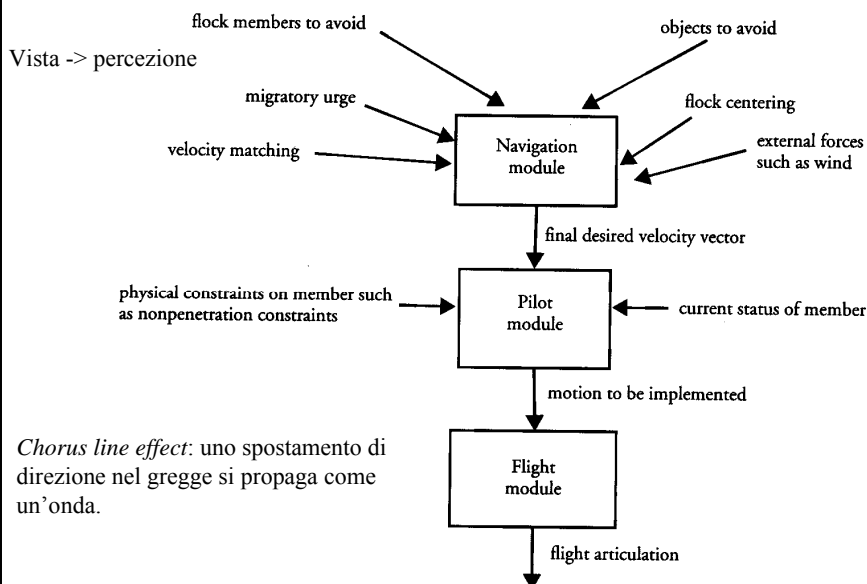 flock members to avoid
objects to avoid
Vista -> percezione
migratory urge
flock centering
velocity matching
Navigation
module
external forces
such as wind
final desired velocity vector
physical constraints on member such
as nonpenetration constraints
Pilot
module
current status of member
motion to be implemented
Chorus line effect: uno spostamento di
direzione nel gregge si propaga come
un’onda.
Flight
module
flight articulation